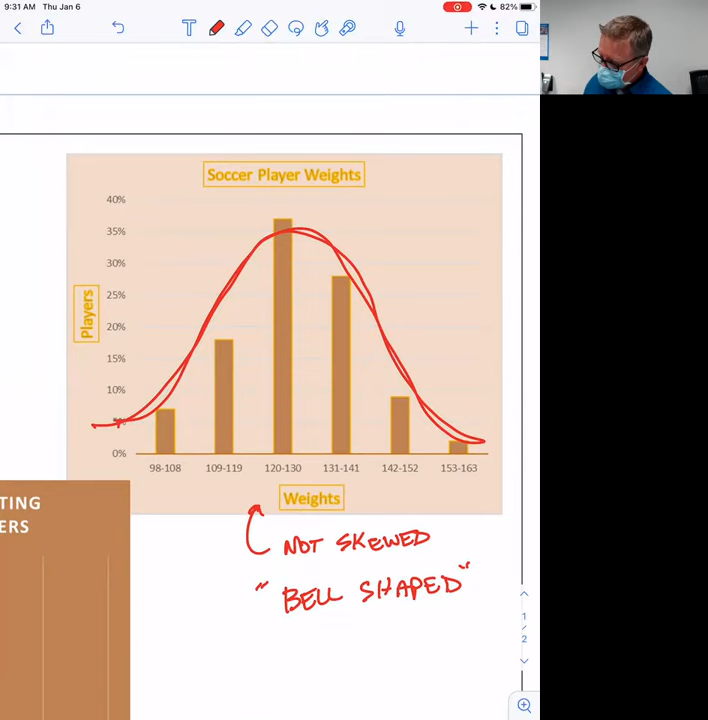 9:31 AM Thu Jan 6
82%
T
Soccer Player Weights
40%
35%
30%
25%
20%
15%
10%
5%
0%
Players
98-108 109-119 120-130 131-141 142-152 153-163
Weights
TING
ERS
NOT SKEWED
"BELL SHAPED"
1
2